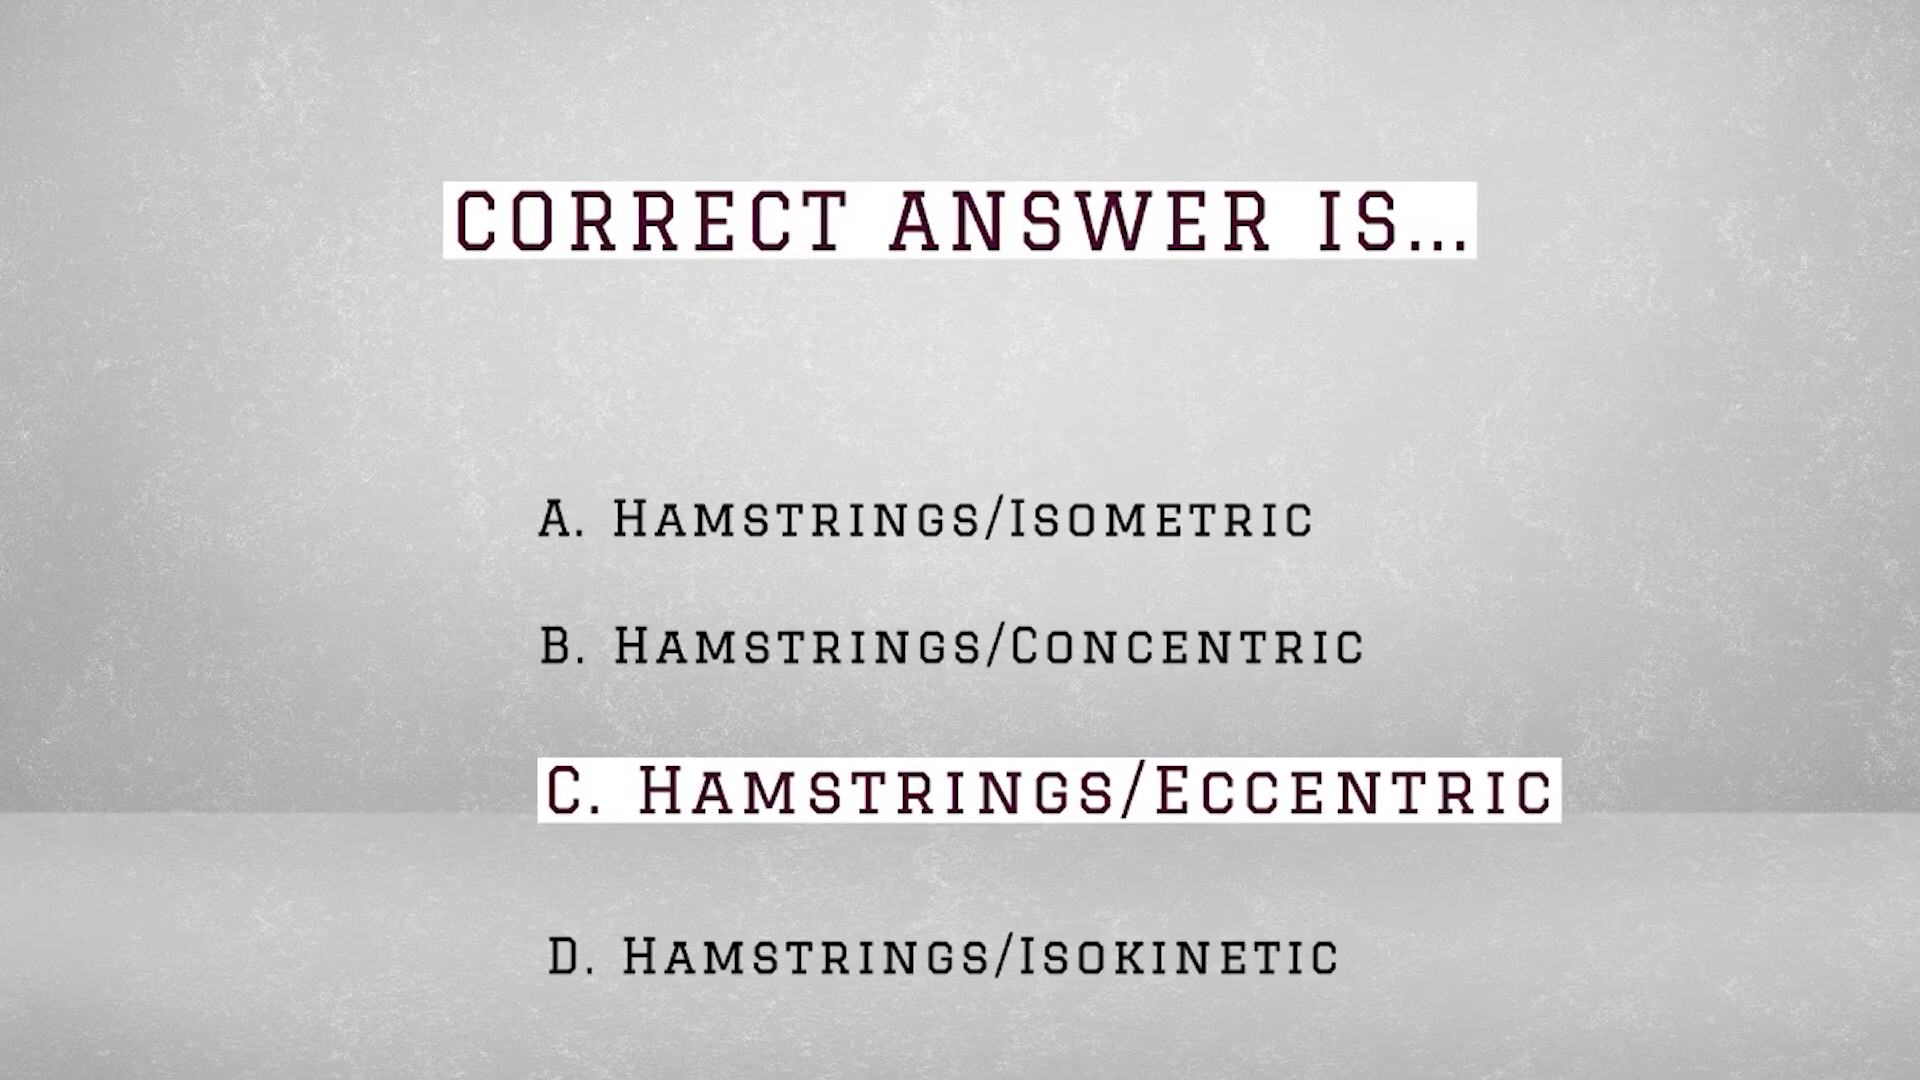 CORRECT ANSWER IS...
A. HAMSTRINGS/ISOMETRIC
B. HAMSTRINGS/CONCENTRIC
C. HAMSTRINGS/ECCENTRIC
D. HAMSTRINGS/ISOKINETIC